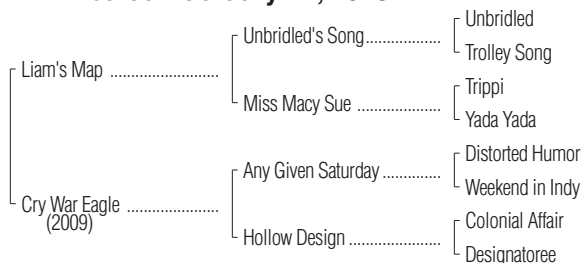 Unbridled
Unbridled's Song
Trolley Song
Liam's Map
Trippi
Miss Macy Sue
Yada Yada
Distorted Humor
Any Given Saturday
Weekend in Indy
Cry War Eagle
(2009)
Colonial Affair
Hollow Design
Designatoree